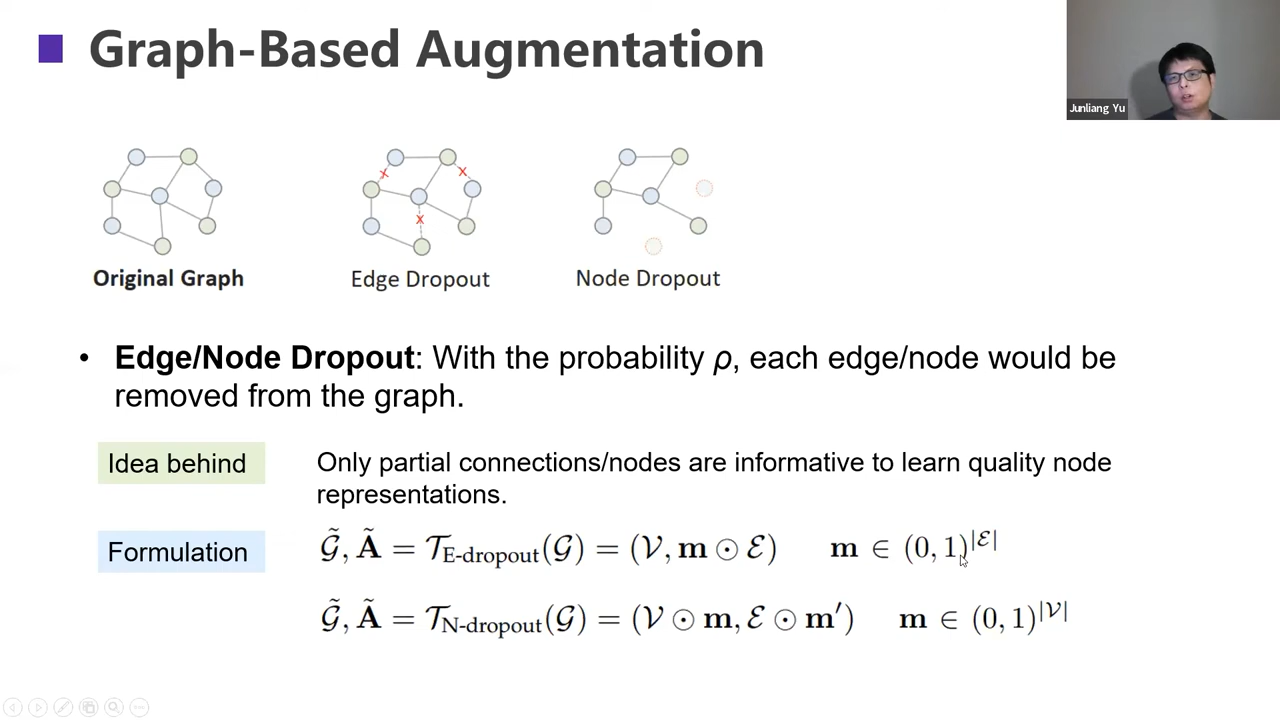 Graph-Based Augmentation
Junliang Yu
x x x
Original Graph Edge Dropout Node Dropout
• Edge/Node Dropout: With the probability ρ, each edge/node would be
removed from the graph.
Idea behind Only partial connections/nodes are informative to learn quality node
representations.
Formulation 𝒢̃, Ã = 𝒯E-dropout(𝒢) = (𝒱, m ⊙ ℰ) m ∈ (0, 1)^|ℰ|
𝒢̃, Ã = 𝒯N-dropout(𝒢) = (𝒱 ⊙ m, ℰ ⊙ m′) m ∈ (0, 1)^|𝒱|